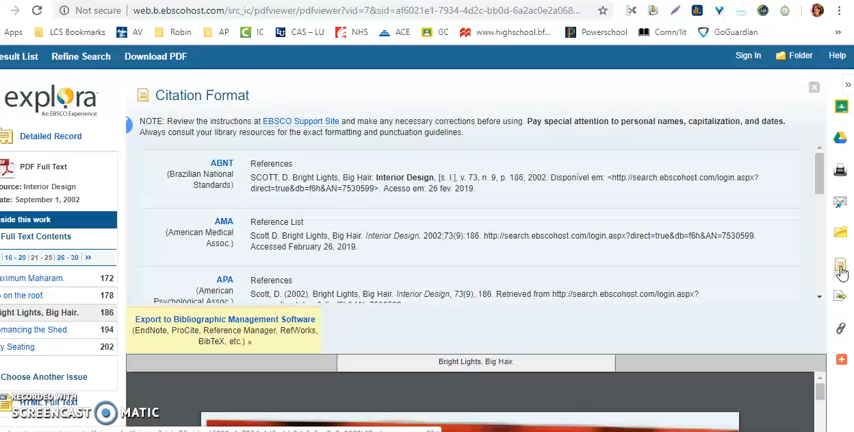 Not secure | web.b.ebscohost.com/src_ic/pdfviewer/pdfviewer?vid=7&sid=af6021e1-7934-4d2c-bb0d-6a2ac0e2a068...
Apps LCS Bookmarks AV Robin AP IC CAS – LU NHS ACE GC www.highschool.bf... Powerschool Comn/lit GoGuardian
esult List Refine Search Download PDF Sign In Folder Help
explora
An EBSCO Experience
Detailed Record
PDF Full Text
ource: Interior Design
ate: September 1, 2002
side this work
Full Text Contents
16 - 20 | 21 - 25 | 26 - 30 | »
aximum Maharam. 172
o on the roof. 178
ight Lights, Big Hair. 186
omancing the Shed. 194
y Seating. 202
Choose Another Issue
HTML Full Text
Citation Format
NOTE: Review the instructions at EBSCO Support Site and make any necessary corrections before using. Pay special attention to personal names, capitalization, and dates.
Always consult your library resources for the exact formatting and punctuation guidelines.
ABNT
(Brazilian National
Standards)
References
SCOTT, D. Bright Lights, Big Hair. Interior Design, [s. l.], v. 73, n. 9, p. 186, 2002. Disponível em: <http://search.ebscohost.com/login.aspx?
direct=true&db=f6h&AN=7530599>. Acesso em: 26 fev. 2019.
AMA
(American Medical
Assoc.)
Reference List
Scott D. Bright Lights, Big Hair. Interior Design. 2002;73(9):186. http://search.ebscohost.com/login.aspx?direct=true&db=f6h&AN=7530599.
Accessed February 26, 2019.
APA
(American
Psychological Assoc.)
References
Scott, D. (2002). Bright Lights, Big Hair. Interior Design, 73(9), 186. Retrieved from http://search.ebscohost.com/login.aspx?
Export to Bibliographic Management Software
(EndNote, ProCite, Reference Manager, RefWorks,
BibTeX, etc.) »
Bright Lights, Big Hair.
RECORDED WITH
SCREENCAST MATIC